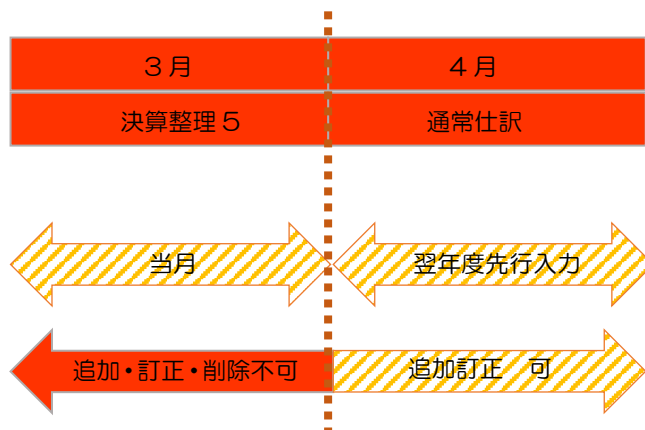 ３月
４月
決算整理５
通常仕訳
当月
翌年度先行入力
追加・訂正・削除不可
追加訂正　可